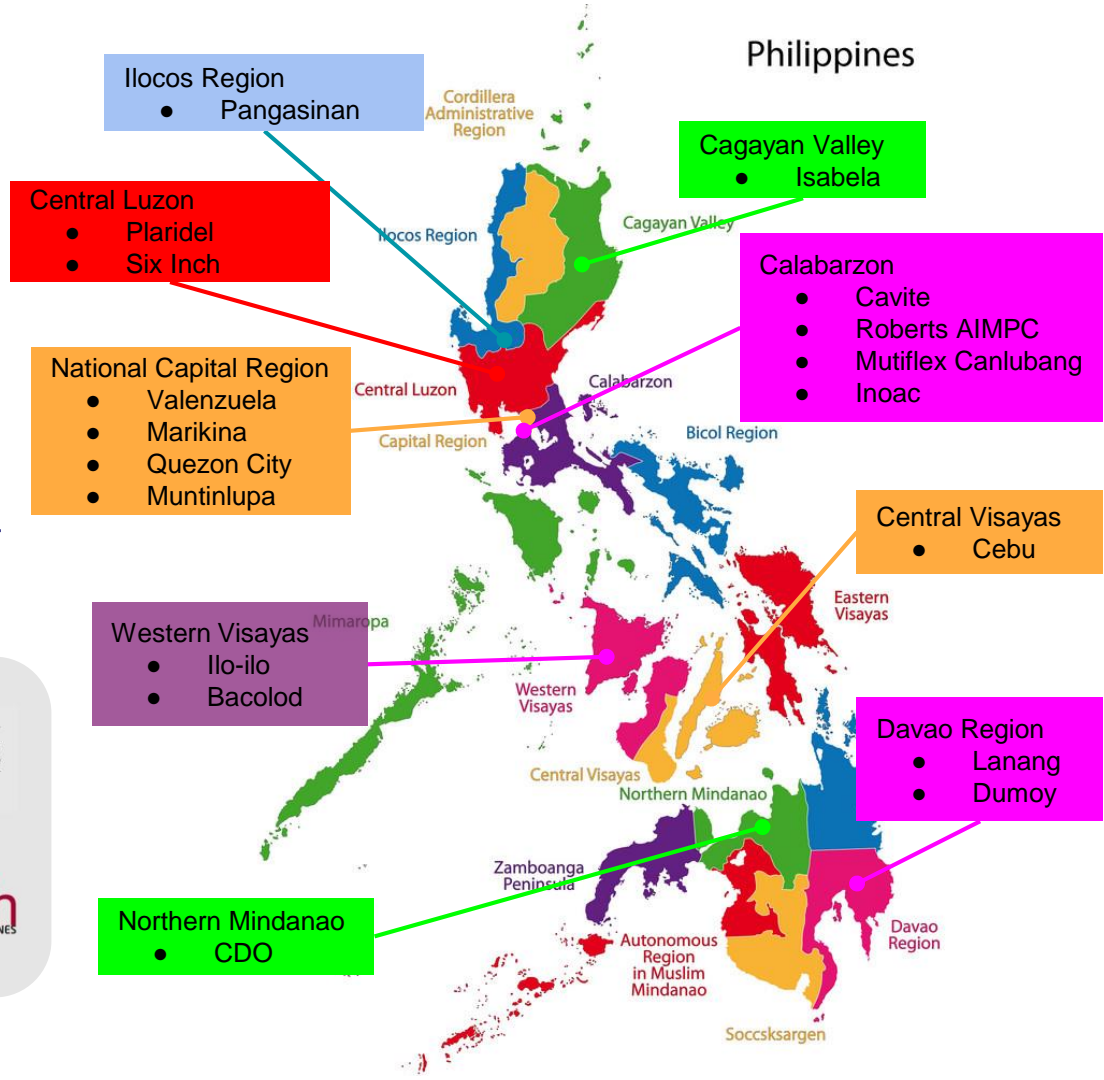 Philippines
Ilocos Region
● Pangasinan
Cordillera
Administrative
Region
Cagayan Valley
● Isabela
Central Luzon
● Plaridel
● Six Inch
Ilocos Region
Cagayan Valley
Calabarzon
● Cavite
● Roberts AIMPC
● Mutiflex Canlubang
● Inoac
National Capital Region
● Valenzuela
● Marikina
● Quezon City
● Muntinlupa
Central Luzon
Calabarzon
Capital Region
Bicol Region
Central Visayas
● Cebu
Eastern
Visayas
Mimaropa
Western Visayas
● Ilo-ilo
● Bacolod
Western
Visayas
Davao Region
● Lanang
● Dumoy
Central Visayas
Northern Mindanao
Zamboanga
Peninsula
Northern Mindanao
● CDO
Autonomous
Region
in Muslim
Mindanao
Davao
Region
Soccsksargen